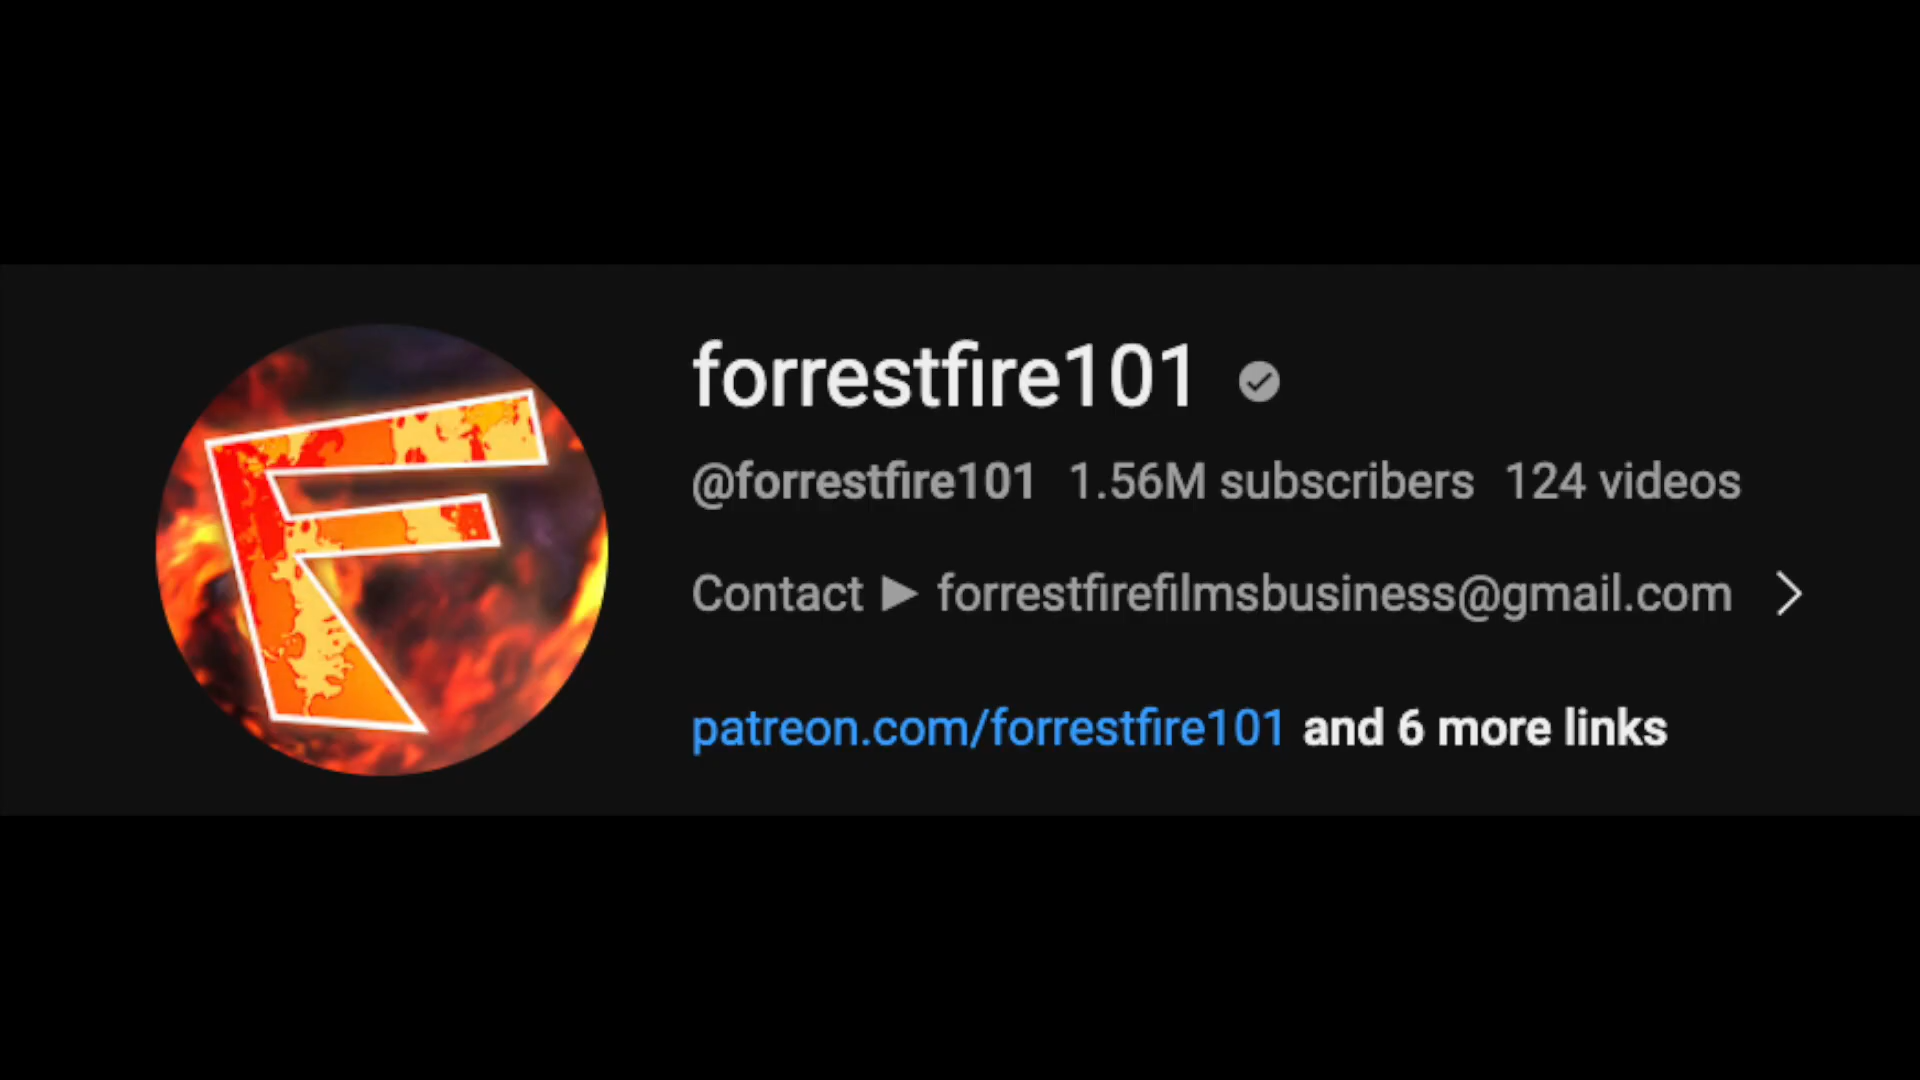 forrestfire101
@forrestfire101 1.56M subscribers 124 videos
Contact ▶ forrestfirefilmsbusiness@gmail.com
patreon.com/forrestfire101 and 6 more links